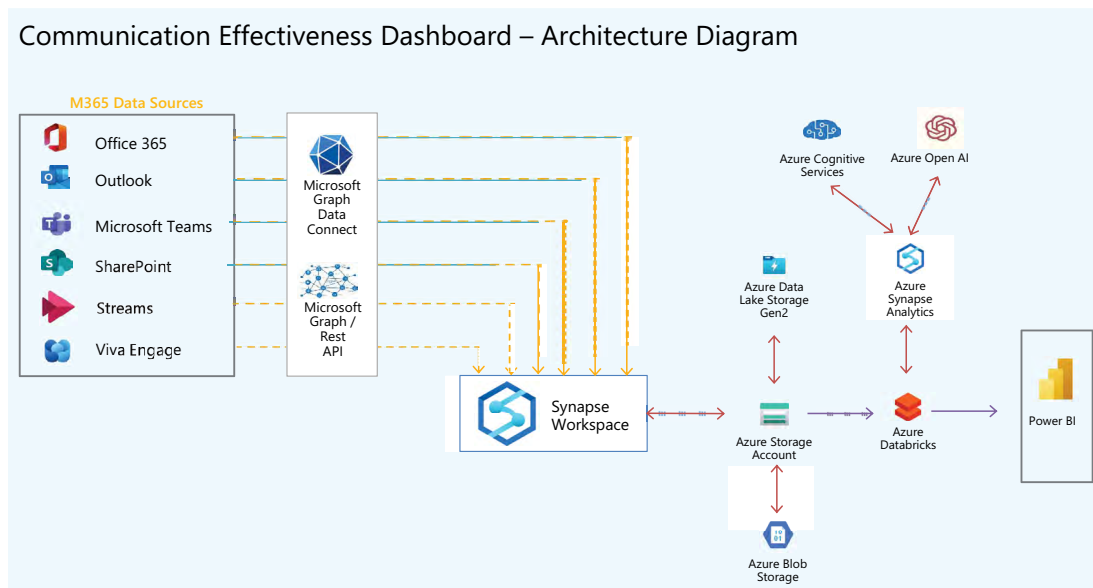 Communication Effectiveness Dashboard – Architecture Diagram
M365 Data Sources
Office 365
Outlook
Microsoft Teams
SharePoint
Streams
Viva Engage
Microsoft
Graph
Data
Connect
Microsoft
Graph /
Rest
API
Synapse
Workspace
Azure Cognitive
Services
Azure Open AI
Azure Data
Lake Storage
Gen2
Azure
Synapse
Analytics
Azure Storage
Account
Azure
Databricks
Power BI
Azure Blob
Storage